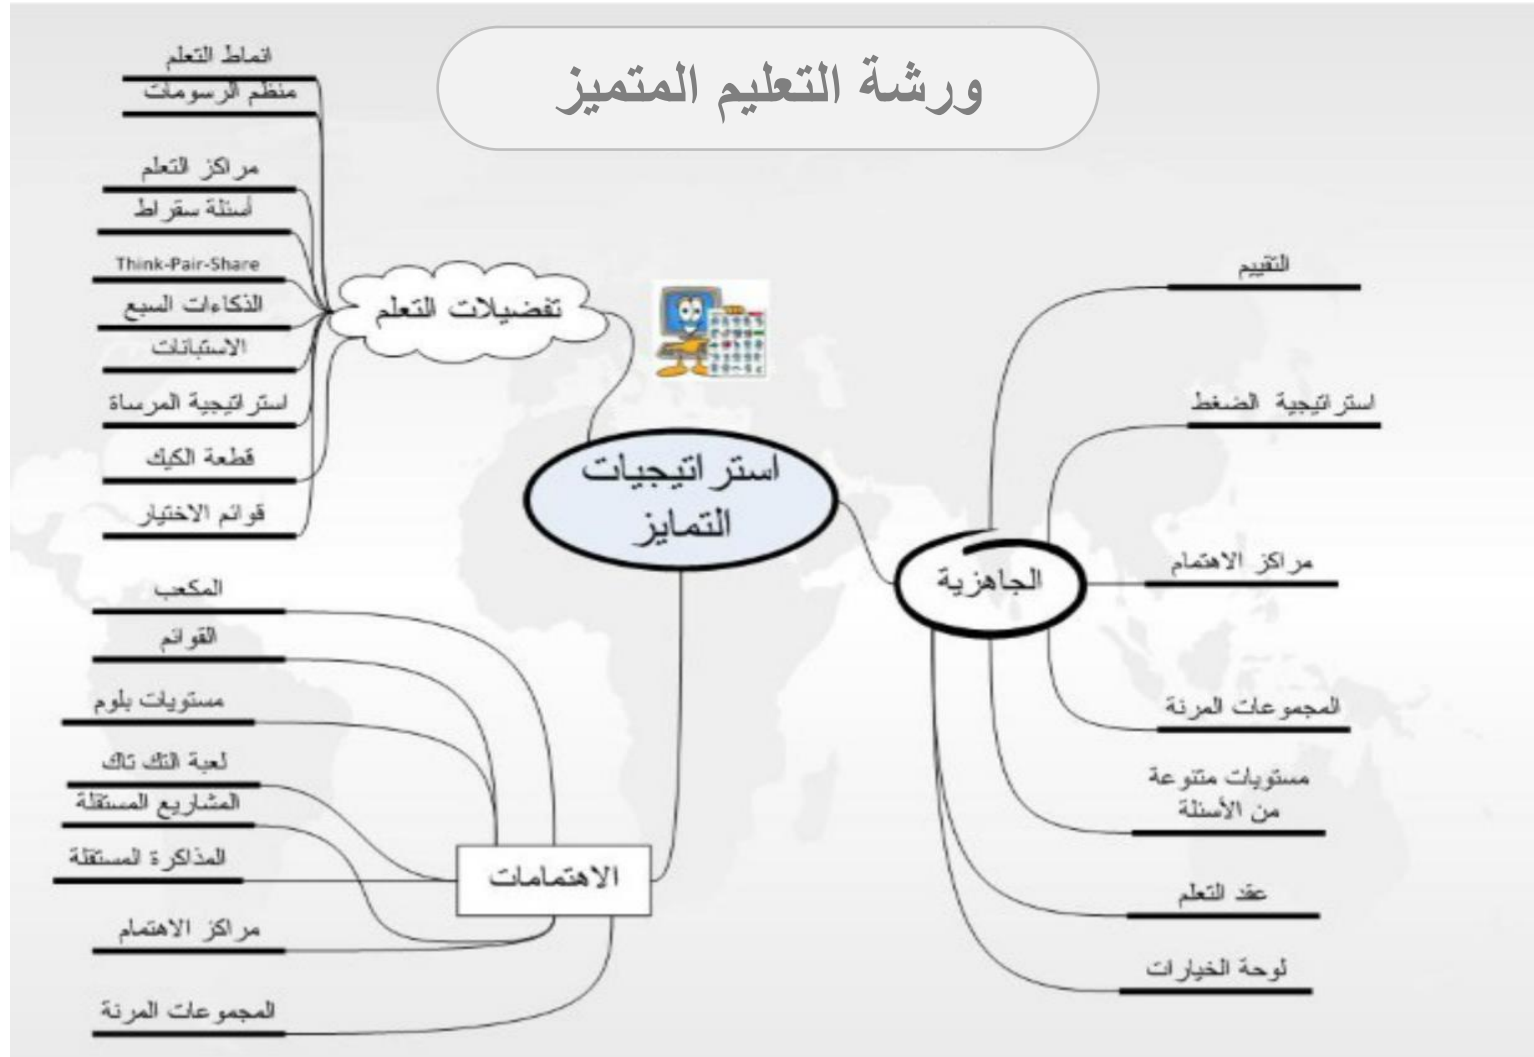 ورشة التعليم المتميز
استراتيجيات
التمايز
الجاهزية
التقييم
استراتيجية الضغط
مراكز الاهتمام
المجموعات المرنة
مستويات متنوعة
من الأسئلة
عقد التعلم
لوحة الخيارات
تفضيلات التعلم
انماط التعلم
منظم الرسومات
مراكز التعلم
أسئلة سقراط
Think-Pair-Share
الذكاءات السبع
الاستبانات
استراتيجية المرساة
قطعة الكيك
قوائم الاختيار
الاهتمامات
المكعب
القوائم
مستويات بلوم
لعبة التك تاك
المشاريع المستقلة
المذاكرة المستقلة
مراكز الاهتمام
المجموعات المرنة